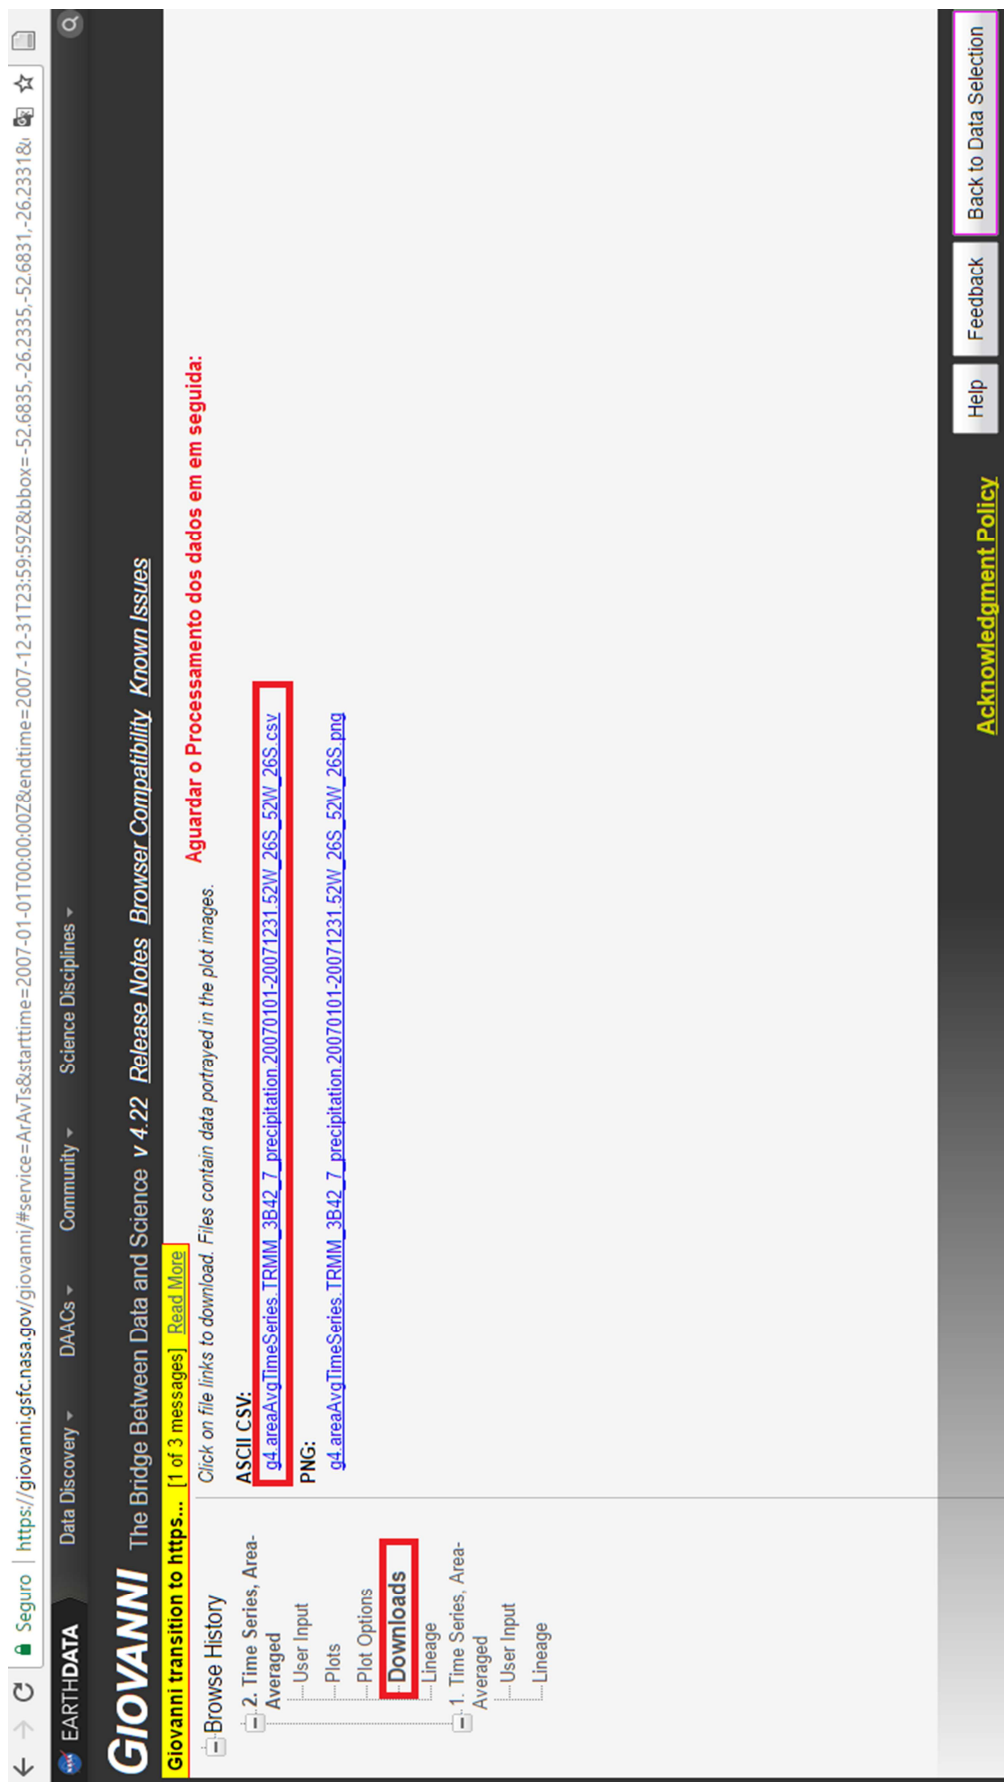 Seguro | https://giovanni.gsfc.nasa.gov/giovanni/#service=ArAvTs&starttime=2007-01-01T00:00:00Z&endtime=2007-12-31T23:59:59Z&bbox=-52.6835,-26.2335,-52.6831,-26.2331&
EARTHDATA Data Discovery DAACs Community Science Disciplines
GIOVANNI The Bridge Between Data and Science v 4.22 Release Notes Browser Compatibility Known Issues
Giovanni transition to https... [1 of 3 messages] Read More
Aguardar o Processamento dos dados em em seguida:
Browse History
2. Time Series, Area-
Averaged
User Input
Plots
Plot Options
Downloads
Lineage
1. Time Series, Area-
Averaged
User Input
Lineage
Click on file links to download. Files contain data portrayed in the plot images.
ASCII CSV:
g4.areaAvgTimeSeries.TRMM_3B42_7_precipitation.20070101-20071231.52W_26S_52W_26S.csv
PNG:
g4.areaAvgTimeSeries.TRMM_3B42_7_precipitation.20070101-20071231.52W_26S_52W_26S.png
Acknowledgment Policy
Help Feedback Back to Data Selection